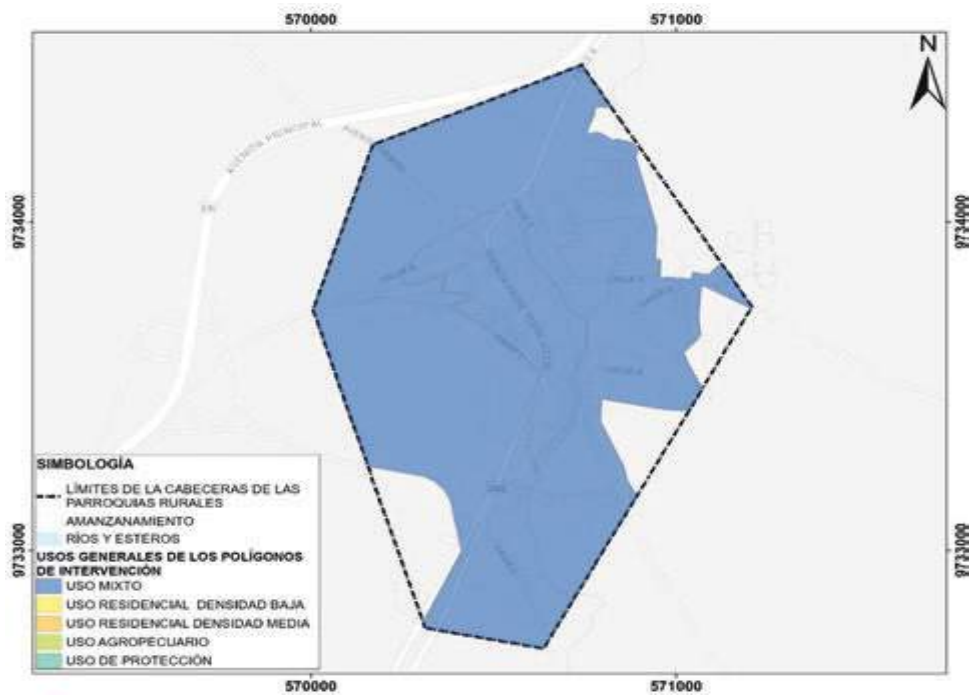 570000
571000
N
AVENIDA PRINCIPAL
9734000
9734000
9733000
9733000
SIMBOLOGÍA
LÍMITES DE LA CABECERAS DE LAS
PARROQUIAS RURALES
AMANZANAMIENTO
RÍOS Y ESTEROS
USOS GENERALES DE LOS POLÍGONOS
DE INTERVENCIÓN
USO MIXTO
USO RESIDENCIAL DENSIDAD BAJA
USO RESIDENCIAL DENSIDAD MEDIA
USO AGROPECUARIO
USO DE PROTECCIÓN
570000
571000